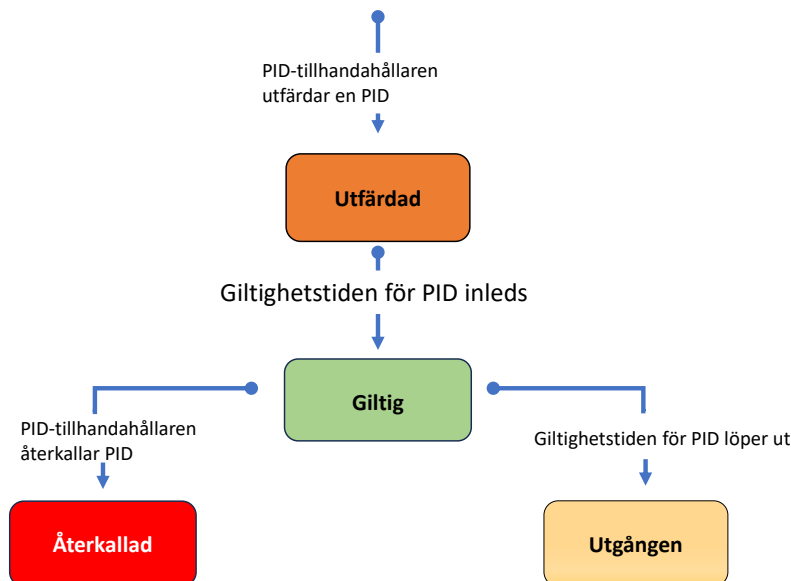 PID-tillhandahållaren
utfärdar en PID
Utfärdad
Giltighetstiden för PID inleds
Giltig
PID-tillhandahållaren
återkallar PID
Giltighetstiden för PID löper ut
Återkallad
Utgången